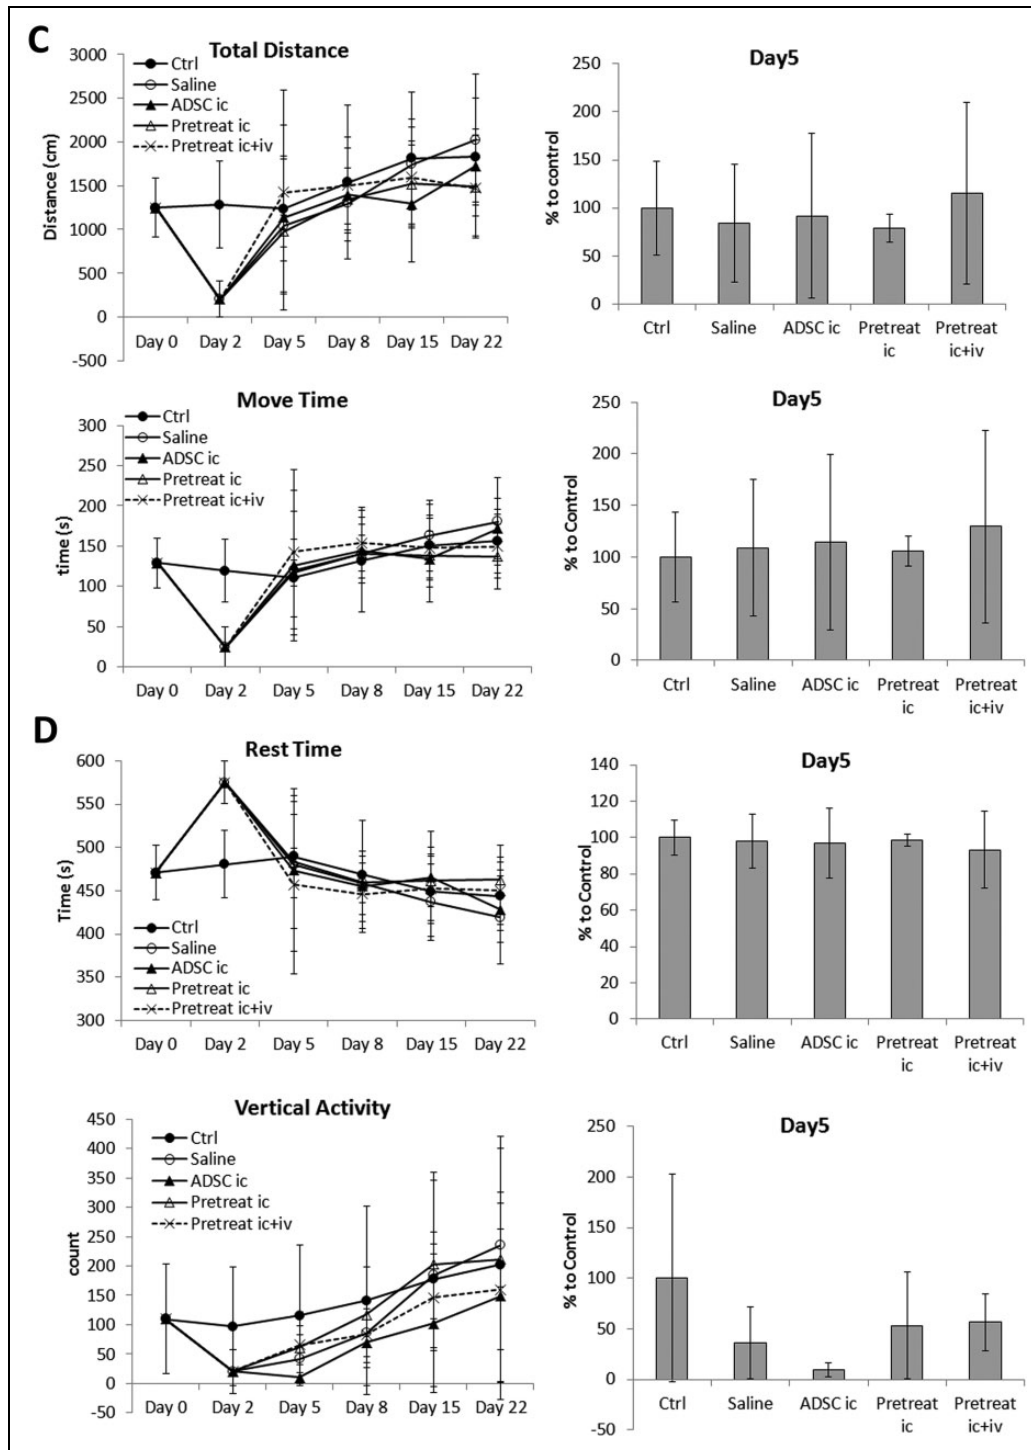 C
Total Distance
3000
2500
2000
1500
1000
500
0
-500
Distance (cm)
Ctrl
Saline
ADSC ic
Pretreat ic
Pretreat ic+iv
Day 0 Day 2 Day 5 Day 8 Day 15 Day 22
Day5
250
200
150
100
50
0
% to control
Ctrl Saline ADSC ic Pretreat Pretreat
ic ic+iv
Move Time
300
250
200
150
100
50
0
time (s)
Ctrl
Saline
ADSC ic
Pretreat ic
Pretreat ic+iv
Day 0 Day 2 Day 5 Day 8 Day 15 Day 22
Day5
250
200
150
100
50
0
% to Control
Ctrl Saline ADSC ic Pretreat Pretreat
ic ic+iv
D
Rest Time
600
550
500
450
400
350
300
Time (s)
Ctrl
Saline
ADSC ic
Pretreat ic
Pretreat ic+iv
Day 0 Day 2 Day 5 Day 8 Day 15 Day 22
Day5
140
120
100
80
60
40
20
0
% to Control
Ctrl Saline ADSC ic Pretreat Pretreat
ic ic+iv
Vertical Activity
450
400
350
300
250
200
150
100
50
0
-50
count
Ctrl
Saline
ADSC ic
Pretreat ic
Pretreat ic+iv
Day 0 Day 2 Day 5 Day 8 Day 15 Day 22
Day5
250
200
150
100
50
0
-50
% to Control
Ctrl Saline ADSC ic Pretreat Pretreat
ic ic+iv